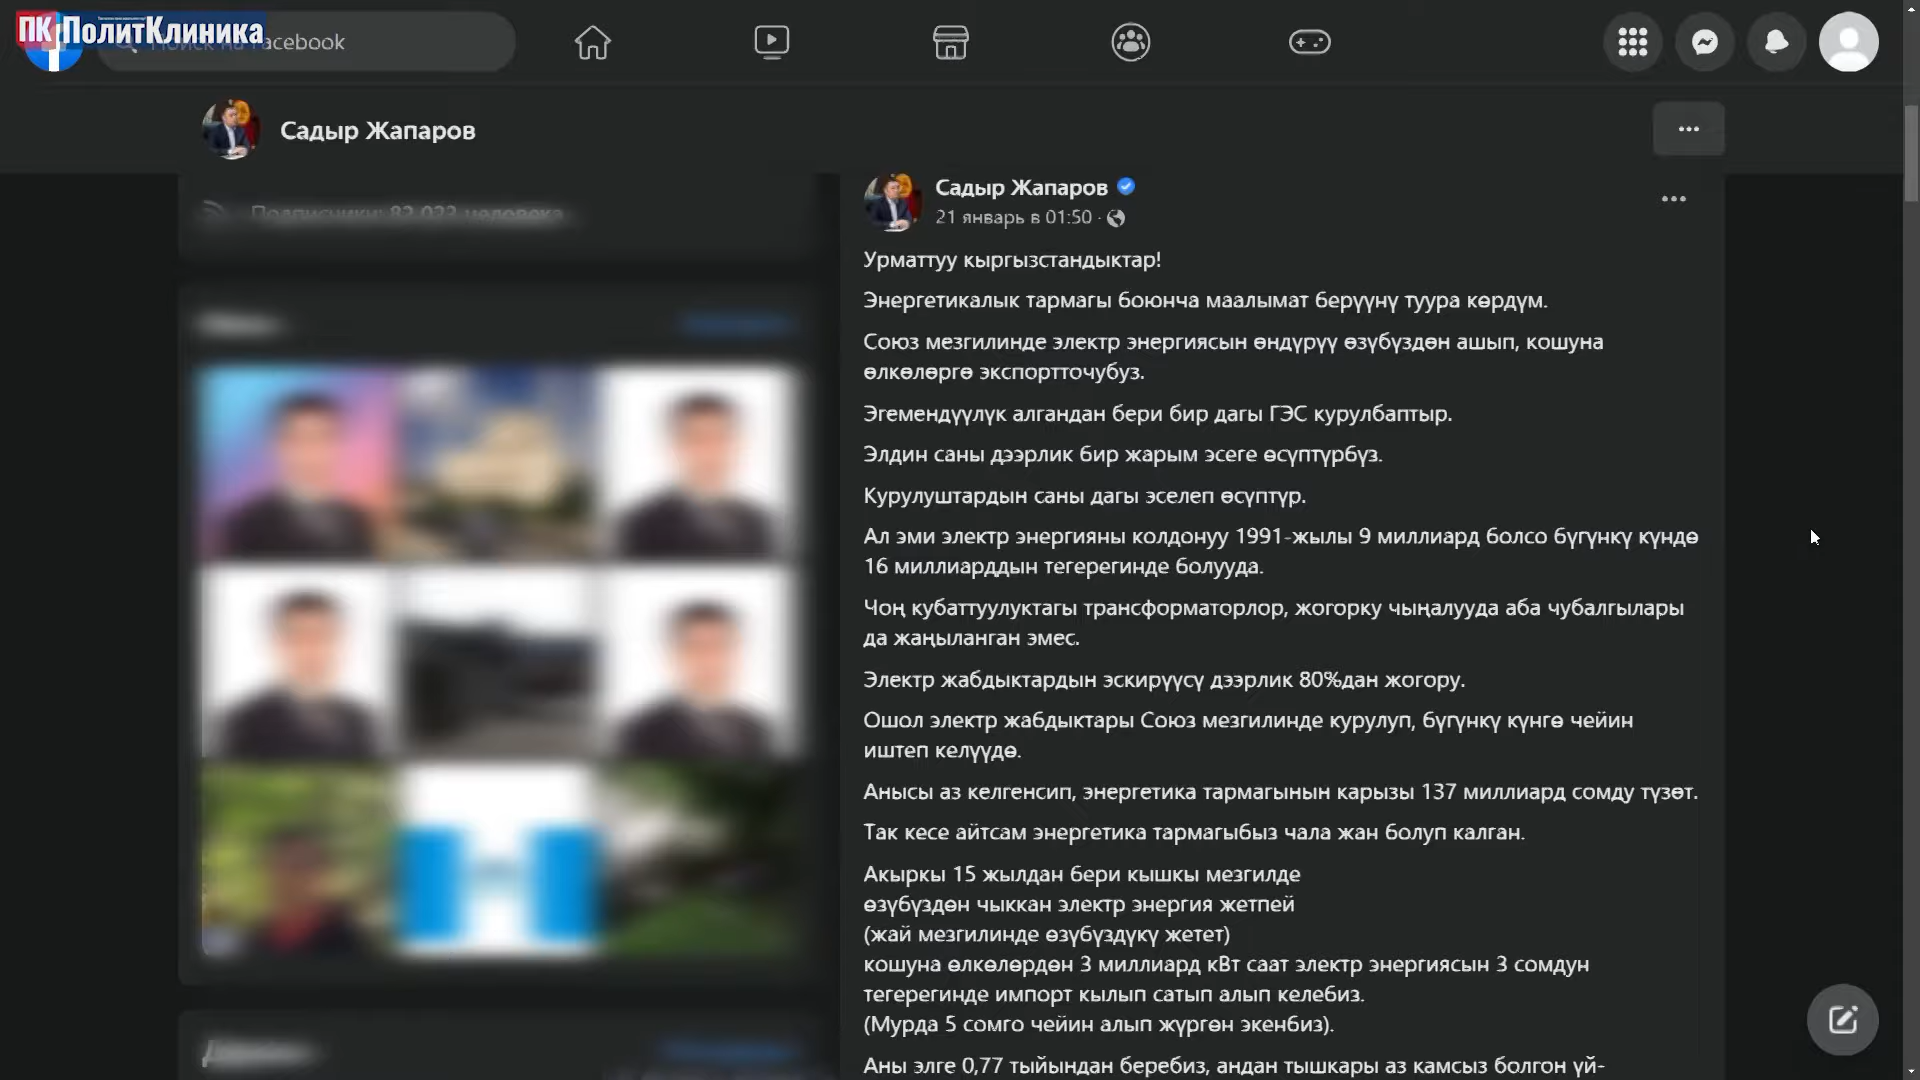 ПК ПолитКлиника
Поиск на Facebook
Садыр Жапаров
Подписчики: 82 023 человека
Садыр Жапаров
21 январь в 01:50 ·
Урматтуу кыргызстандыктар!
Энергетикалык тармагы боюнча маалымат берүүнү туура көрдүм.
Союз мезгилинде электр энергиясын өндүрүү өзүбүздөн ашып, кошуна
өлкөлөргө экспортточубуз.
Эгемендүүлүк алгандан бери бир дагы ГЭС курулбаптыр.
Элдин саны дээрлик бир жарым эсеге өсүптүрбүз.
Курулуштардын саны дагы эселеп өсүптүр.
Ал эми электр энергияны колдонуу 1991-жылы 9 миллиард болсо бүгүнкү күндө
16 миллиарддын тегерегинде болууда.
Чоң кубаттуулуктагы трансформаторлор, жогорку чыңалууда аба чубалгылары
да жаңыланган эмес.
Электр жабдыктардын эскирүүсү дээрлик 80%дан жогору.
Ошол электр жабдыктары Союз мезгилинде курулуп, бүгүнкү күнгө чейин
иштеп келүүдө.
Анысы аз келгенсип, энергетика тармагынын карызы 137 миллиард сомду түзөт.
Так кесе айтсам энергетика тармагыбыз чала жан болуп калган.
Акыркы 15 жылдан бери кышкы мезгилде
өзүбүздөн чыккан электр энергия жетпей
(жай мезгилинде өзүбүздүкү жетет)
кошуна өлкөлөрдөн 3 миллиард кВт саат электр энергиясын 3 сомдун
тегерегинде импорт кылып сатып алып келебиз.
(Мурда 5 сомго чейин алып жүргөн экенбиз).
Аны элге 0,77 тыйындан беребиз, андан тышкары аз камсыз болгон үй-